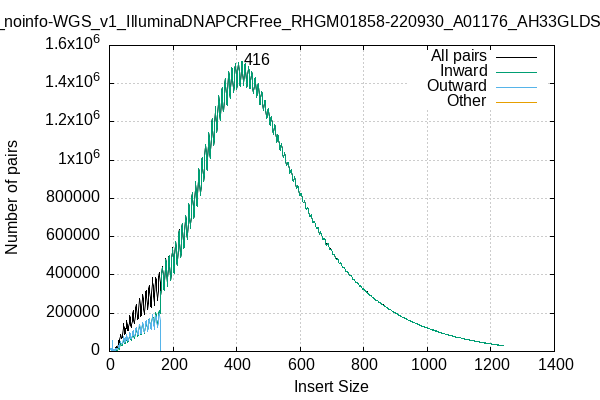 _noinfo-WGS_v1_IlluminaDNAPCRFree_RHGM01858-220930_A01176_AH33GLDS
1.6x10^6
1.4x10^6
1.2x10^6
1x10^6
800000
600000
400000
200000
0
Number of pairs
416
All pairs
Inward
Outward
Other
0 200 400 600 800 1000 1200 1400
Insert Size